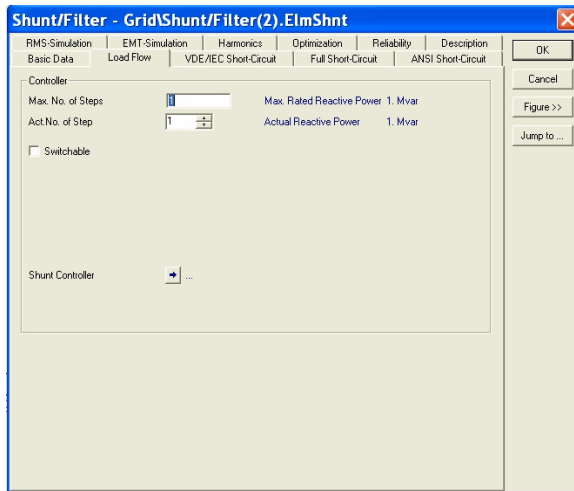 Shunt/Filter - Grid\Shunt/Filter(2).ElmShnt
RMS-Simulation EMT-Simulation Harmonics Optimization Reliability Description
Basic Data Load Flow VDE/IEC Short-Circuit Full Short-Circuit ANSI Short-Circuit
OK
Cancel
Figure >>
Jump to ...
Controller
Max. No. of Steps 1 Max. Rated Reactive Power 1. Mvar
Act.No. of Step 1 Actual Reactive Power 1. Mvar
Switchable
Shunt Controller ...